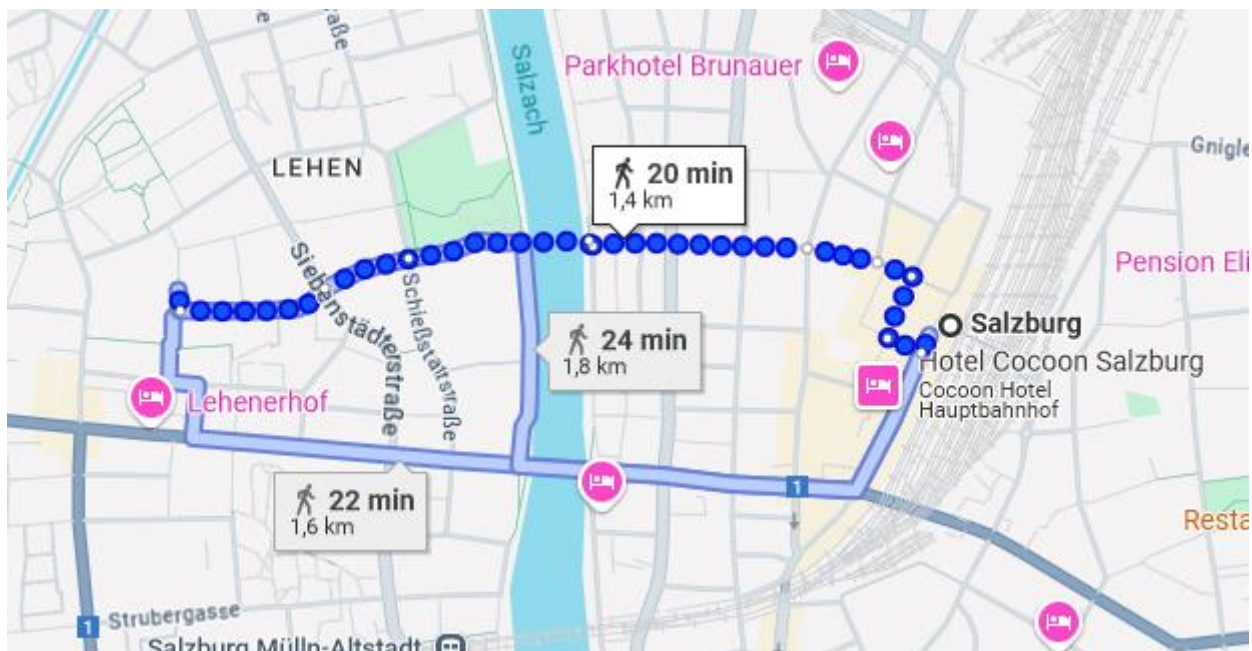 Salzach
Parkhotel Brunauer
Gnigle
LEHEN
20 min
1,4 km
Siebenstädterstraße
Schießstattstraße
Pension Eli
Salzburg
24 min
1,8 km
Hotel Cocoon Salzburg
Cocoon Hotel
Hauptbahnhof
Lehenerhof
22 min
1,6 km
1
Resta
Strubergasse
1
Salzburg Mülln-Altstadt